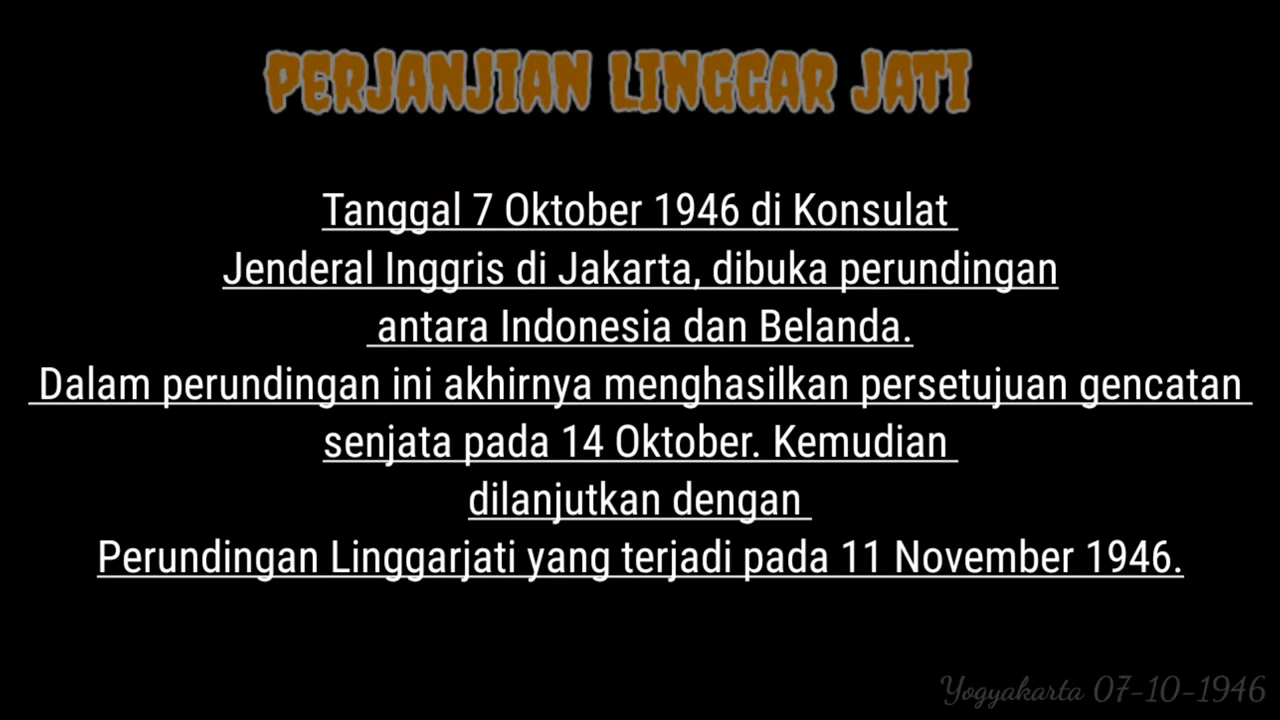 PERJANJIAN LINGGAR JATI
Tanggal 7 Oktober 1946 di Konsulat
Jenderal Inggris di Jakarta, dibuka perundingan
antara Indonesia dan Belanda.
Dalam perundingan ini akhirnya menghasilkan persetujuan gencatan
senjata pada 14 Oktober. Kemudian
dilanjutkan dengan
Perundingan Linggarjati yang terjadi pada 11 November 1946.
Yogyakarta 07-10-1946